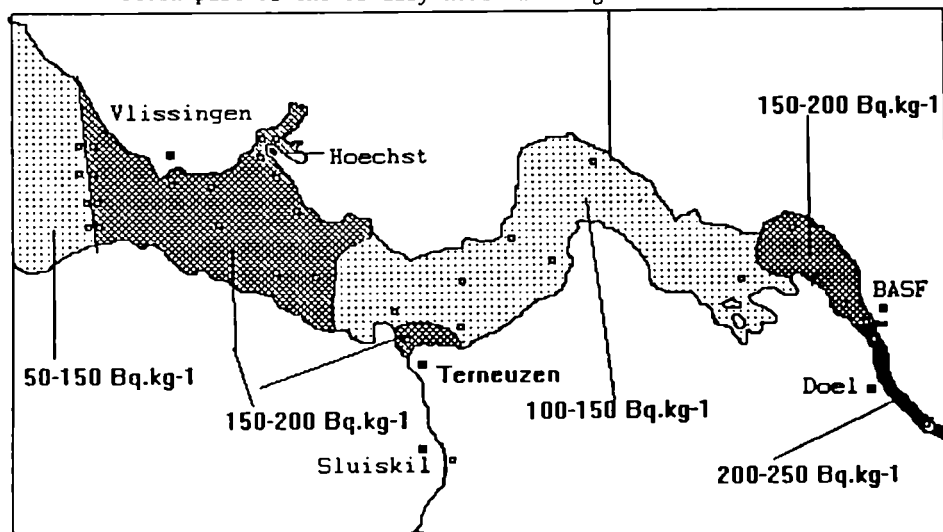 150-200 Bq.kg-1
Vlissingen
Hoechst
BASF
50-150 Bq.kg-1
Terneuzen
Doel
150-200 Bq.kg-1
100-150 Bq.kg-1
Sluiskil
200-250 Bq.kg-1